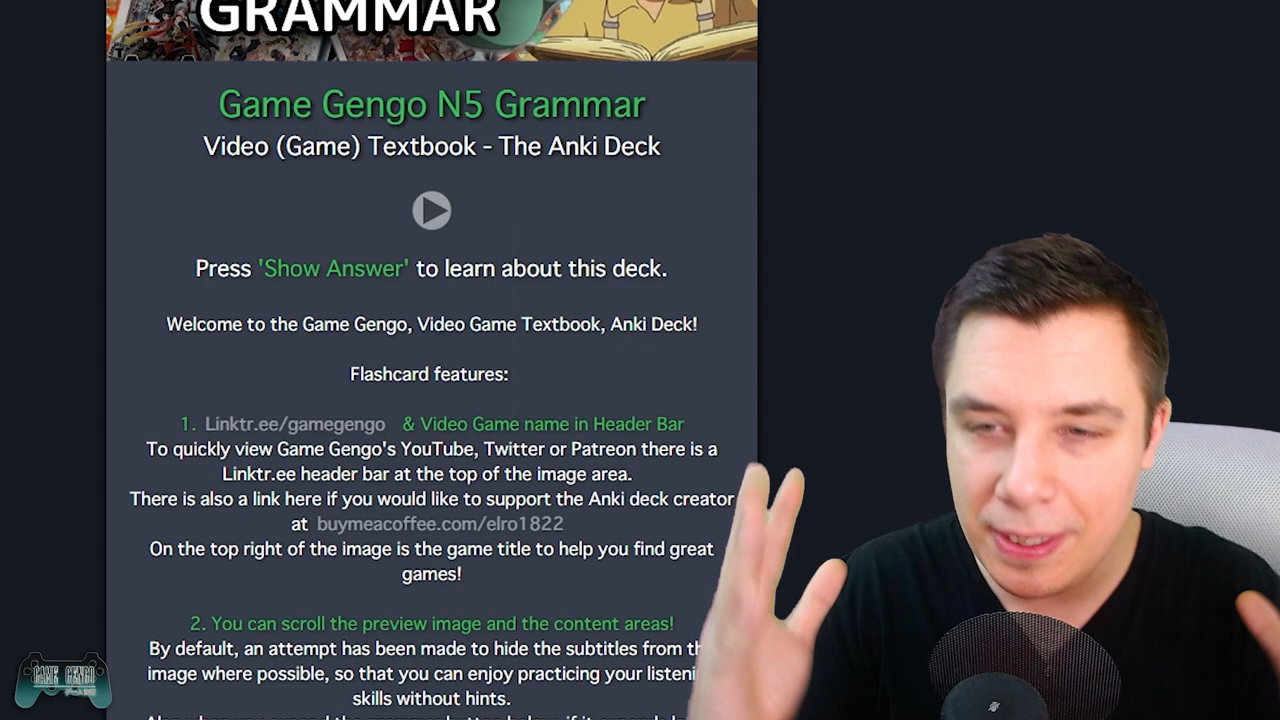 GRAMMAR
Game Gengo N5 Grammar
Video (Game) Textbook - The Anki Deck
Press 'Show Answer' to learn about this deck.
Welcome to the Game Gengo, Video Game Textbook, Anki Deck!
Flashcard features:
1. Linktr.ee/gamegengo & Video Game name in Header Bar
To quickly view Game Gengo's YouTube, Twitter or Patreon there is a
Linktr.ee header bar at the top of the image area.
There is also a link here if you would like to support the Anki deck creator
at buymeacoffee.com/elro1822
On the top right of the image is the game title to help you find great
games!
2. You can scroll the preview image and the content areas!
By default, an attempt has been made to hide the subtitles from th
image where possible, so that you can enjoy practicing your listeni
skills without hints.
GAME GENGO